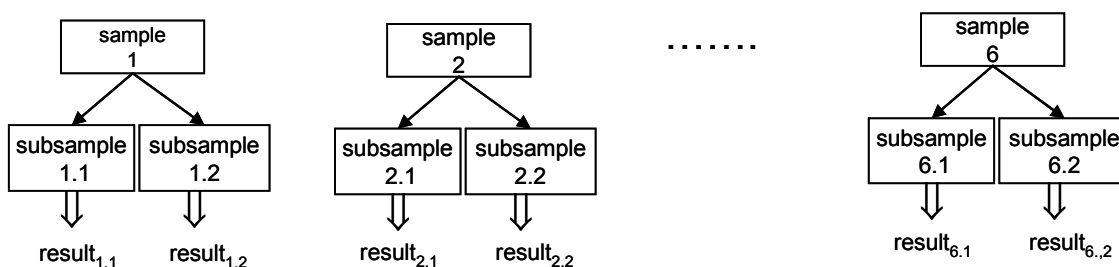 sample
1
sample
2
.......
sample
6
subsample
1.1
subsample
1.2
subsample
2.1
subsample
2.2
subsample
6.1
subsample
6.2
result1.1
result1.2
result2.1
result2.2
result6.1
result6.,2